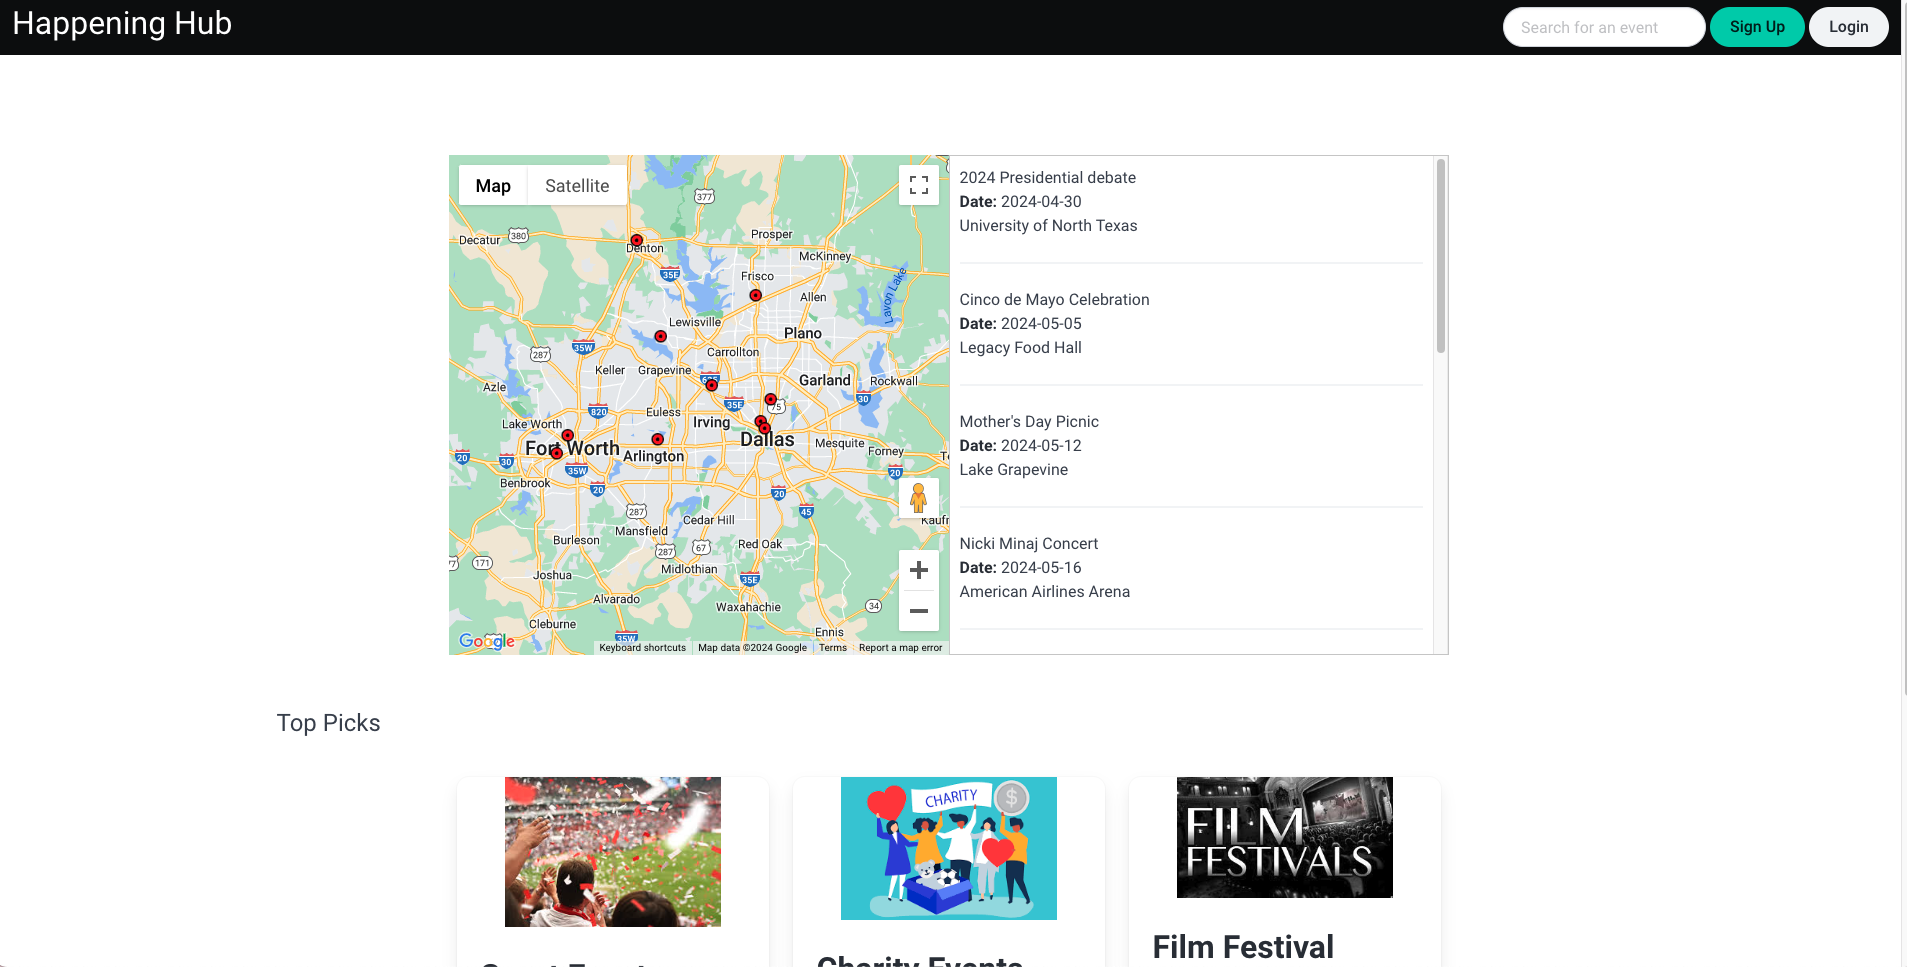 Happening Hub
Search for an event
Sign Up
Login
Map
Satellite
377
380
Decatur
Denton
Prosper
McKinney
35E
Frisco
Allen
Lavon Lake
Lewisville
Plano
35W
287
Carrollton
Keller
Grapevine
Garland
Rockwall
Azle
820
Euless
35E
75
30
Lake Worth
Irving
Fort Worth
Arlington
Dallas
Mesquite
Forney
20
30
35W
20
Benbrook
20
20
287
45
Cedar Hill
Mansfield
Burleson
287
67
Red Oak
171
Joshua
Midlothian
35E
Alvarado
Waxahachie
34
Cleburne
Ennis
35W
Google
Keyboard shortcuts
Map data ©2024 Google
Terms
Report a map error
2024 Presidential debate
Date: 2024-04-30
University of North Texas
Cinco de Mayo Celebration
Date: 2024-05-05
Legacy Food Hall
Mother's Day Picnic
Date: 2024-05-12
Lake Grapevine
Nicki Minaj Concert
Date: 2024-05-16
American Airlines Arena
Top Picks
CHARITY
$
FILM
FESTIVALS
Charity Events
Film Festival